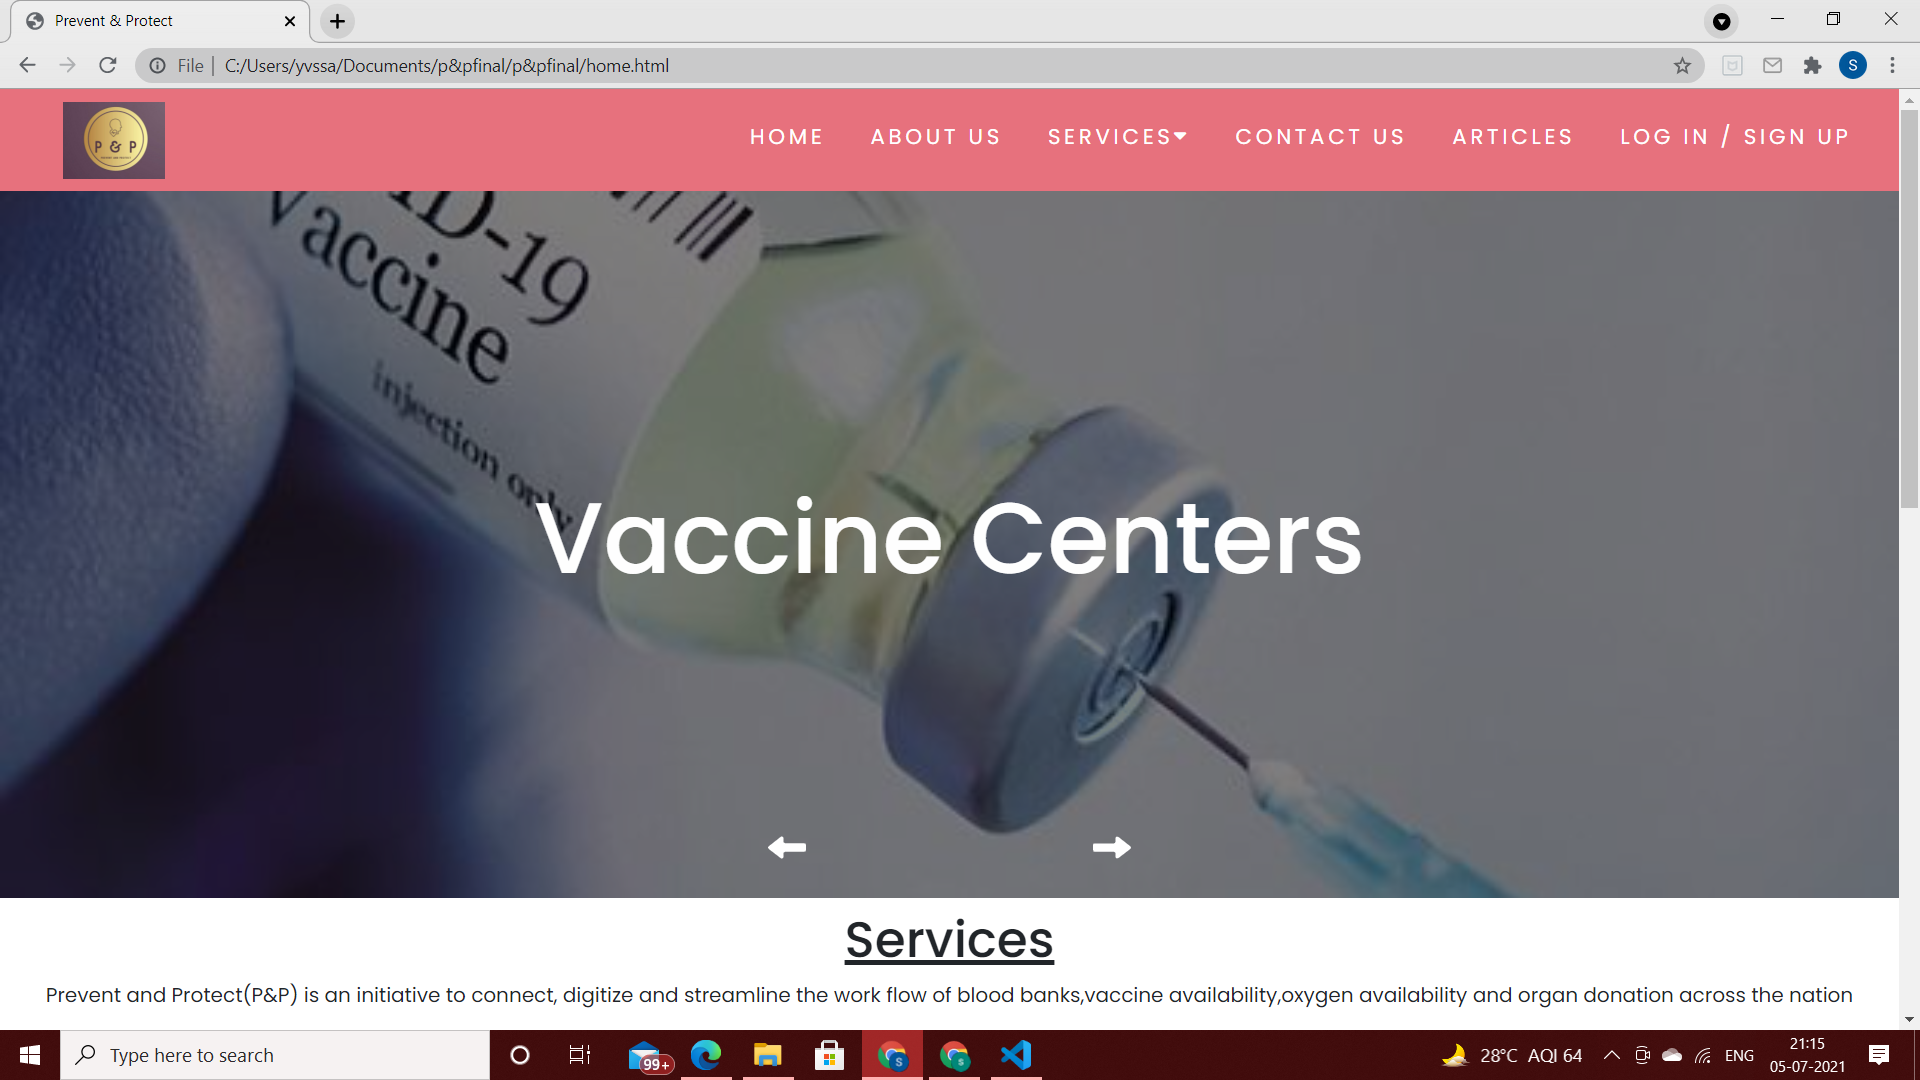 Prevent & Protect
File | C:/Users/yvssa/Documents/p&pfinal/p&pfinal/home.html
S
P & P
HOME ABOUT US SERVICES CONTACT US ARTICLES LOG IN / SIGN UP
ID-19
Vaccine
injection only
Vaccine Centers
Services
Prevent and Protect(P&P) is an initiative to connect, digitize and streamline the work flow of blood banks,vaccine availability,oxygen availability and organ donation across the nation
Type here to search
99+
S
S
28°C AQI 64
ENG
21:15
05-07-2021